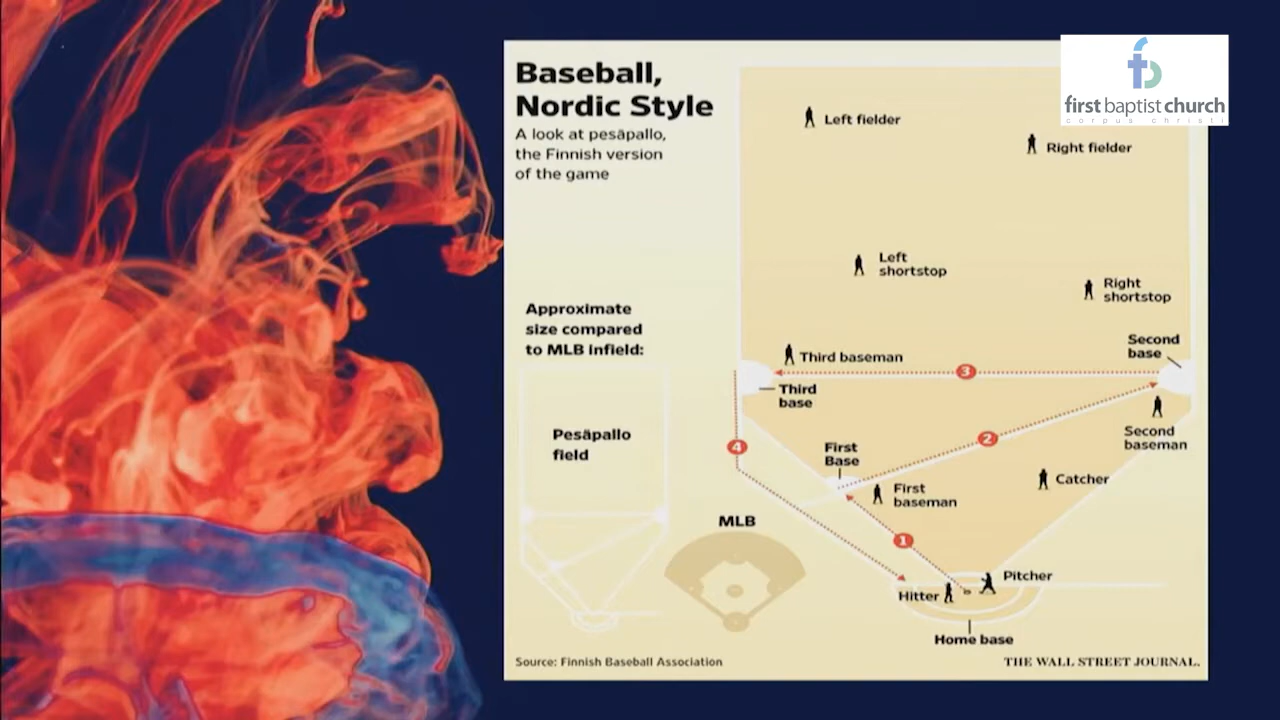 first baptist church
corpus christi
Baseball,
Nordic Style
A look at pesäpallo,
the Finnish version
of the game
Left fielder
Right fielder
Left
shortstop
Right
shortstop
Approximate
size compared
to MLB infield:
Second
base
Third baseman
3
Third
base
Second
baseman
2
4
Pesäpallo
field
First
Base
Catcher
First
baseman
MLB
1
Pitcher
Hitter
Home base
Source: Finnish Baseball Association
THE WALL STREET JOURNAL.